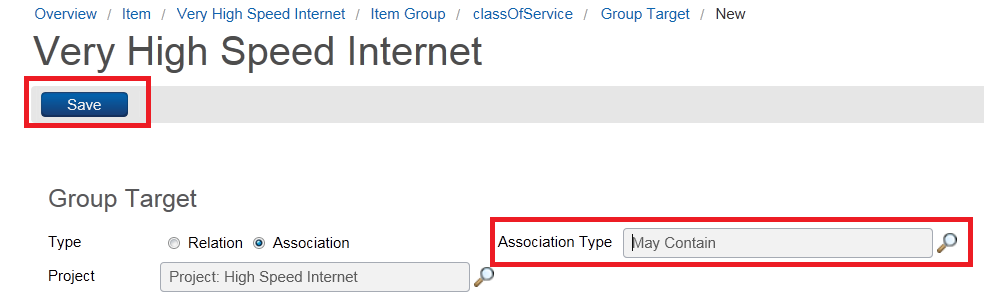 Overview / Item / Very High Speed Internet / Item Group / classOfService / Group Target / New
Very High Speed Internet
Save
Group Target
Type Relation Association Association Type May Contain
Project Project: High Speed Internet